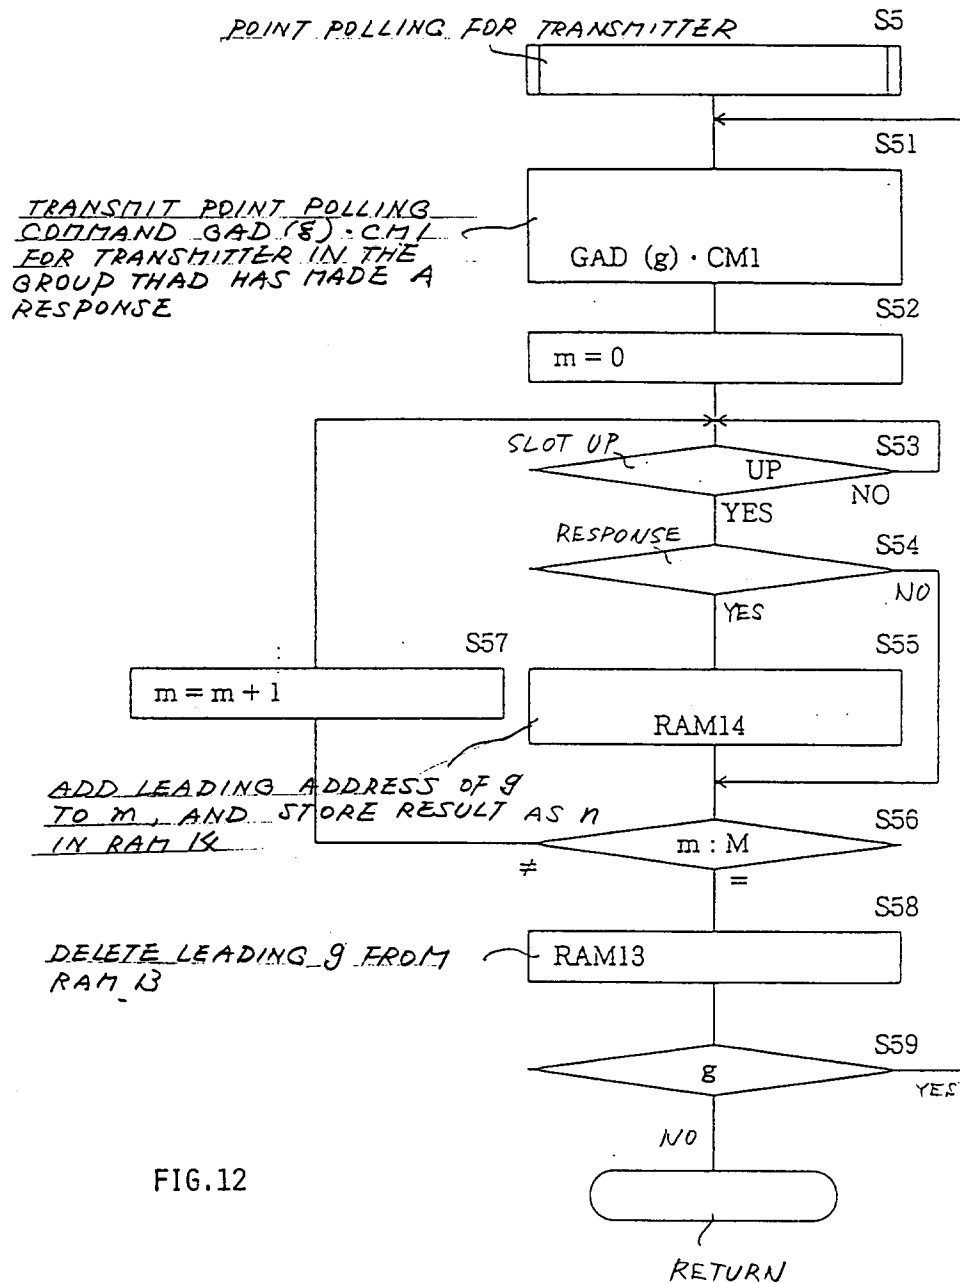 POINT POLLING FOR TRANSMITTER
S5
S51
TRANSMIT POINT POLLING
COMMAND GAD (g)・CM1
FOR TRANSMITTER IN THE
GROUP THAD HAS MADE A
RESPONSE
GAD (g)・CM1
S52
m = 0
SLOT UP
S53
UP
NO
YES
RESPONSE
S54
NO
YES
S57
S55
m = m + 1
RAM14
ADD LEADING ADDRESS OF g
TO m, AND STORE RESULT AS n
IN RAM 14
S56
m : M
≠
=
S58
DELETE LEADING g FROM
RAM 13
RAM13
S59
g
YES
NO
FIG.12
RETURN